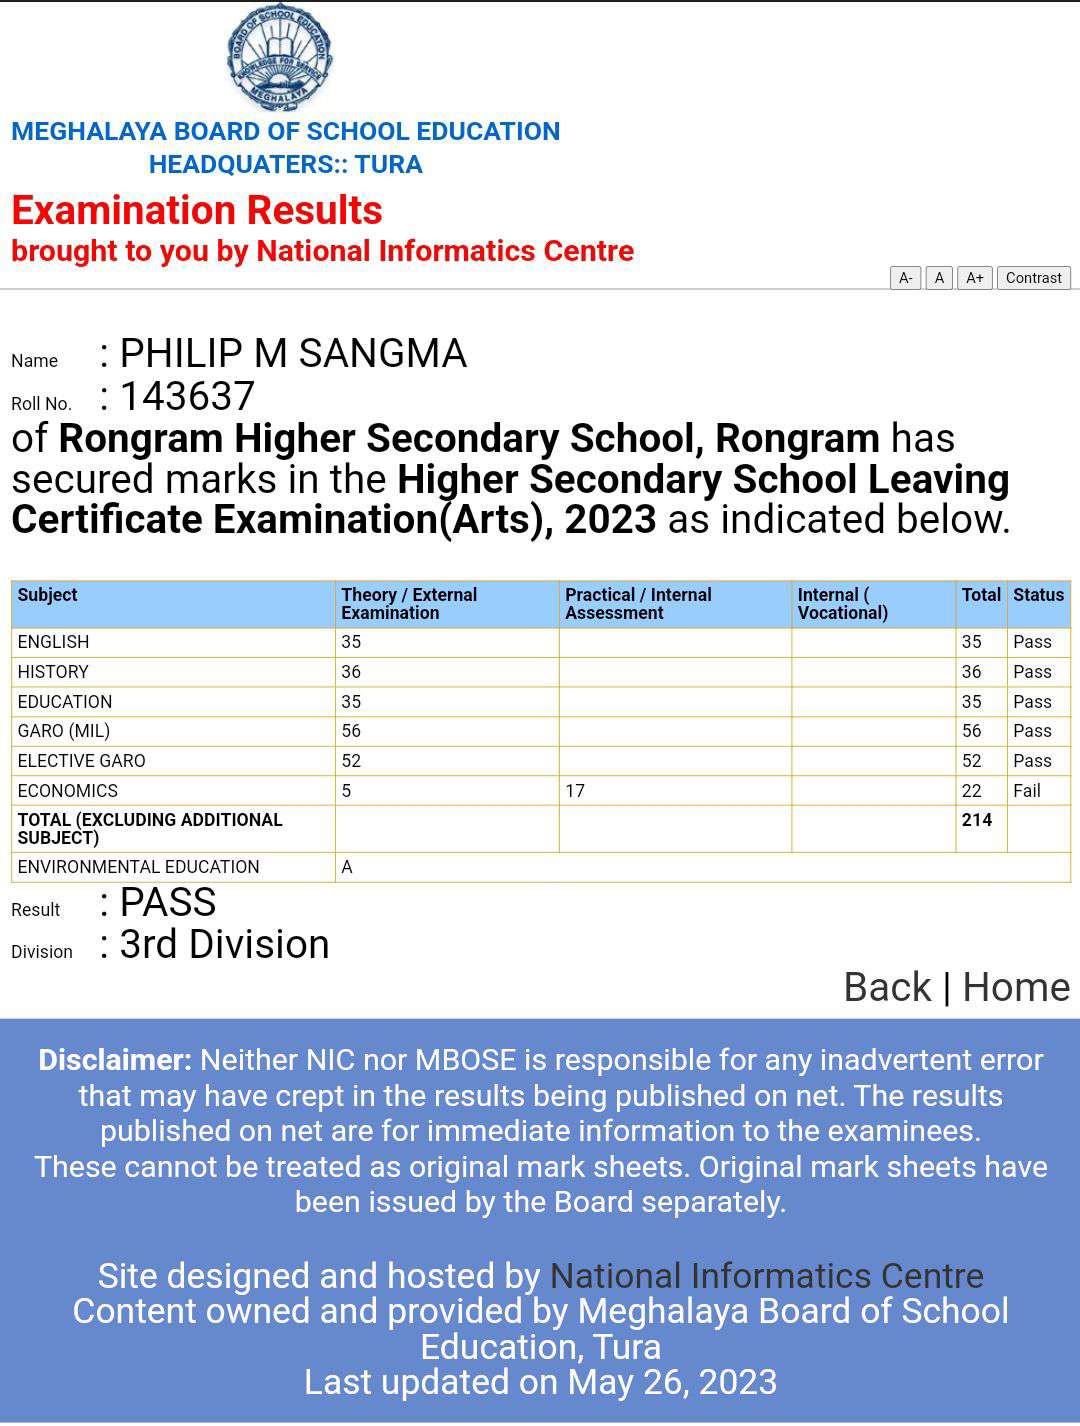 BOARD OF SCHOOL EDUCATION
KNOWLEDGE FOR SERVICE
MEGHALAYA
MEGHALAYA BOARD OF SCHOOL EDUCATION
HEADQUATERS:: TURA
Examination Results
brought to you by National Informatics Centre
A- A A+ Contrast
Name : PHILIP M SANGMA
Roll No. : 143637
of Rongram Higher Secondary School, Rongram has
secured marks in the Higher Secondary School Leaving
Certificate Examination(Arts), 2023 as indicated below.
Subject Theory / External Examination Practical / Internal Assessment Internal ( Vocational) Total Status
ENGLISH 35 35 Pass
HISTORY 36 36 Pass
EDUCATION 35 35 Pass
GARO (MIL) 56 56 Pass
ELECTIVE GARO 52 52 Pass
ECONOMICS 5 17 22 Fail
TOTAL (EXCLUDING ADDITIONAL SUBJECT) 214
ENVIRONMENTAL EDUCATION A
Result : PASS
Division : 3rd Division
Back | Home
Disclaimer: Neither NIC nor MBOSE is responsible for any inadvertent error
that may have crept in the results being published on net. The results
published on net are for immediate information to the examinees.
These cannot be treated as original mark sheets. Original mark sheets have
been issued by the Board separately.
Site designed and hosted by National Informatics Centre
Content owned and provided by Meghalaya Board of School
Education, Tura
Last updated on May 26, 2023